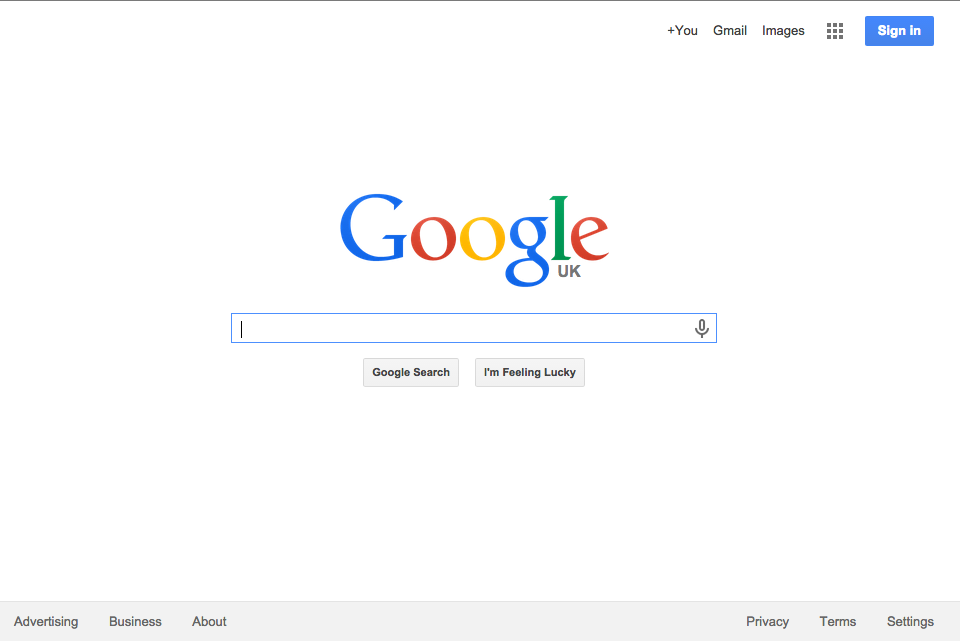 +You Gmail Images Sign in
Google
UK
Google Search I'm Feeling Lucky
Advertising Business About Privacy Terms Settings